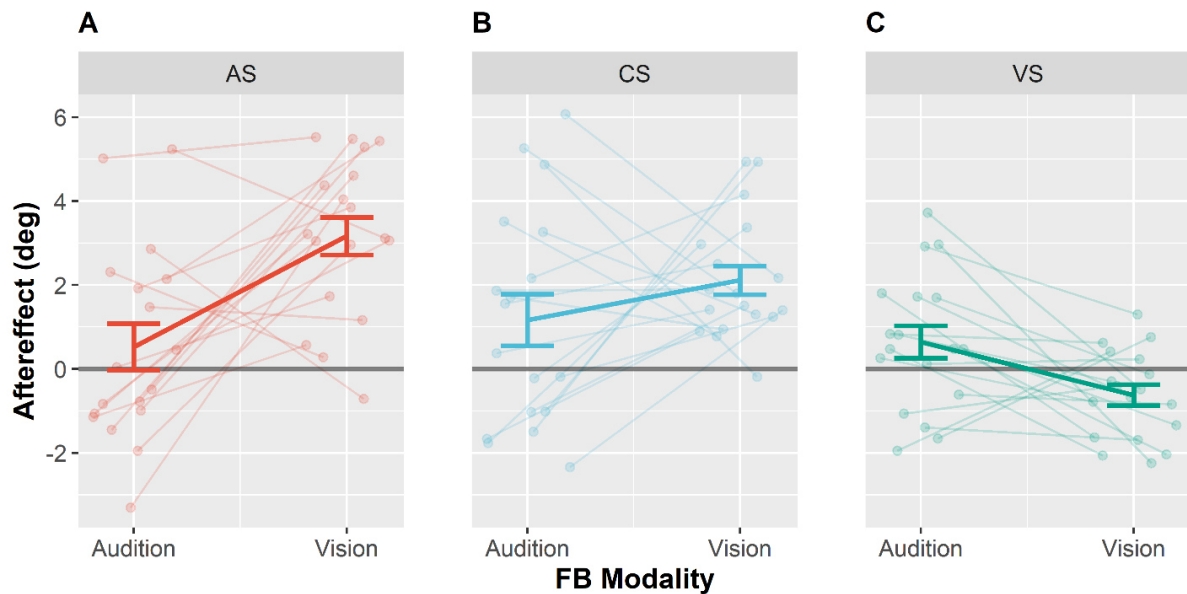 A B C
AS CS VS
Aftereffect (deg)
6
4
2
0
-2
Audition Vision Audition Vision Audition Vision
FB Modality